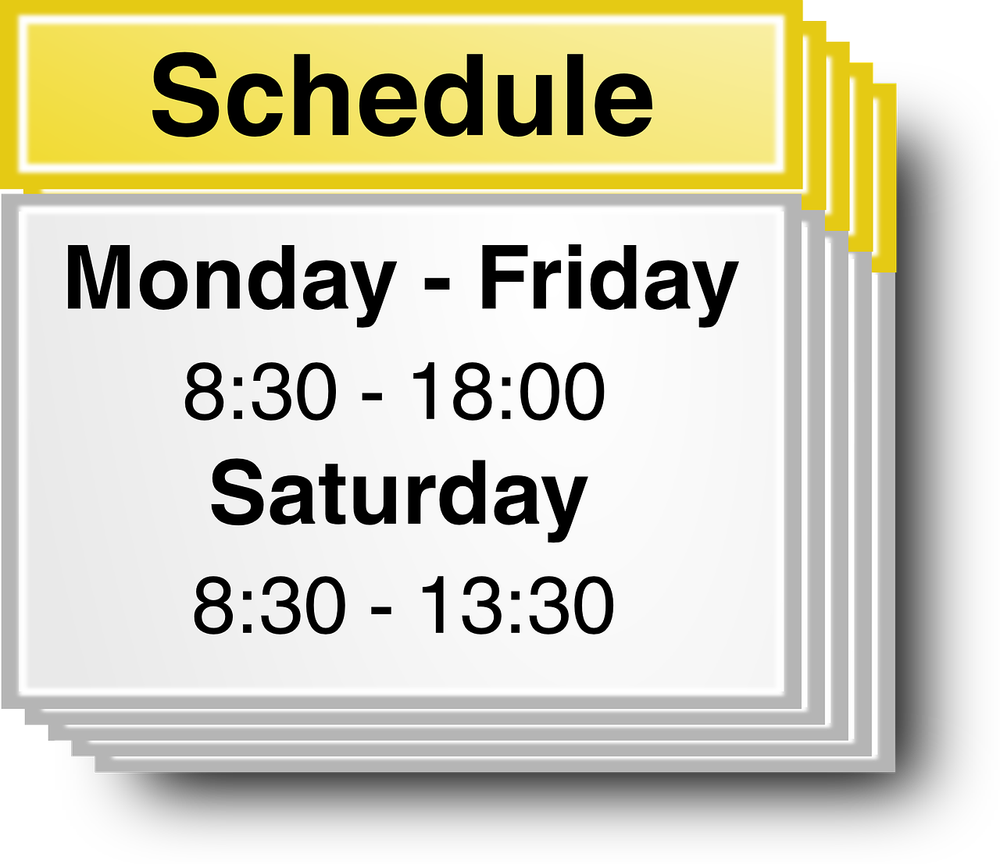 Schedule
Monday - Friday
8:30 - 18:00
Saturday
8:30 - 13:30